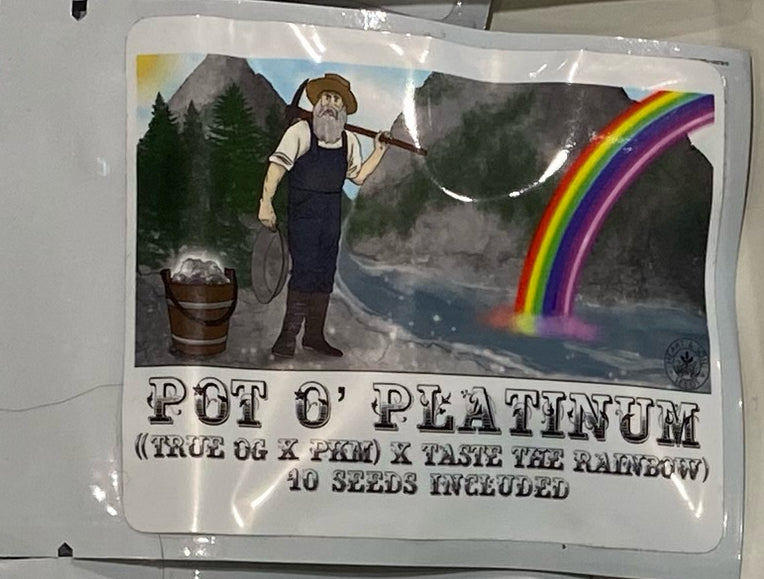 POT O' PLATINUM
((TRUE OG X PKM) X TASTE THE RAINBOW)
10 SEEDS INCLUDED